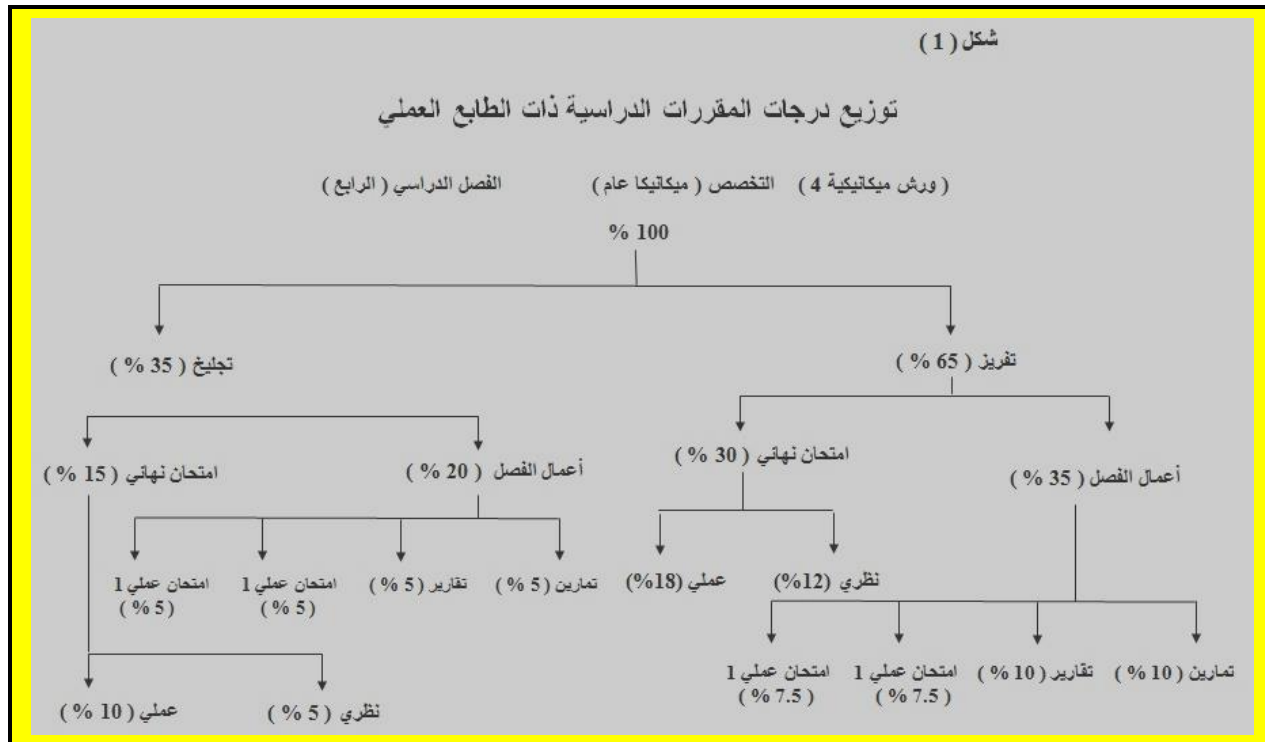 شكل ( 1 )
توزيع درجات المقررات الدراسية ذات الطابع العملي
( ورش ميكانيكية 4 ) التخصص ( ميكانيكا عام ) الفصل الدراسي ( الرابع )
100 %
تفريز ( 65 % )
تجليخ ( 35 % )
امتحان نهائي ( 30 % )
أعمال الفصل ( 35 % )
أعمال الفصل ( 20 % )
امتحان نهائي ( 15 % )
نظري (12%)
عملي (18%)
تمارين ( 5 % )
تقارير ( 5 % )
امتحان عملي 1
( 5 % )
امتحان عملي 1
( 5 % )
تمارين ( 10 % )
تقارير ( 10 % )
امتحان عملي 1
( 7.5 % )
امتحان عملي 1
( 7.5 % )
نظري ( 5 % )
عملي ( 10 % )